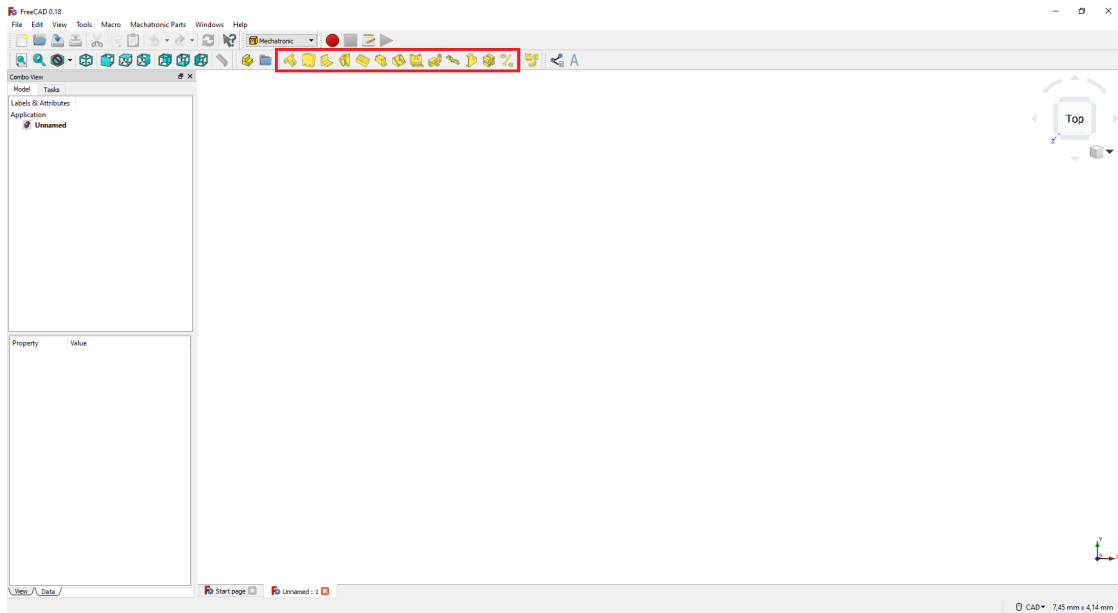 FreeCAD 0.18
File Edit View Tools Macro Machatronic Parts Windows Help
Mechatronic
A
Combo View
Model Tasks
Labels & Attributes
Application
Unnamed
Top
Z
Property Value
Y
View Data
Start page Unnamed : 1
CAD 7,45 mm x 4,14 mm